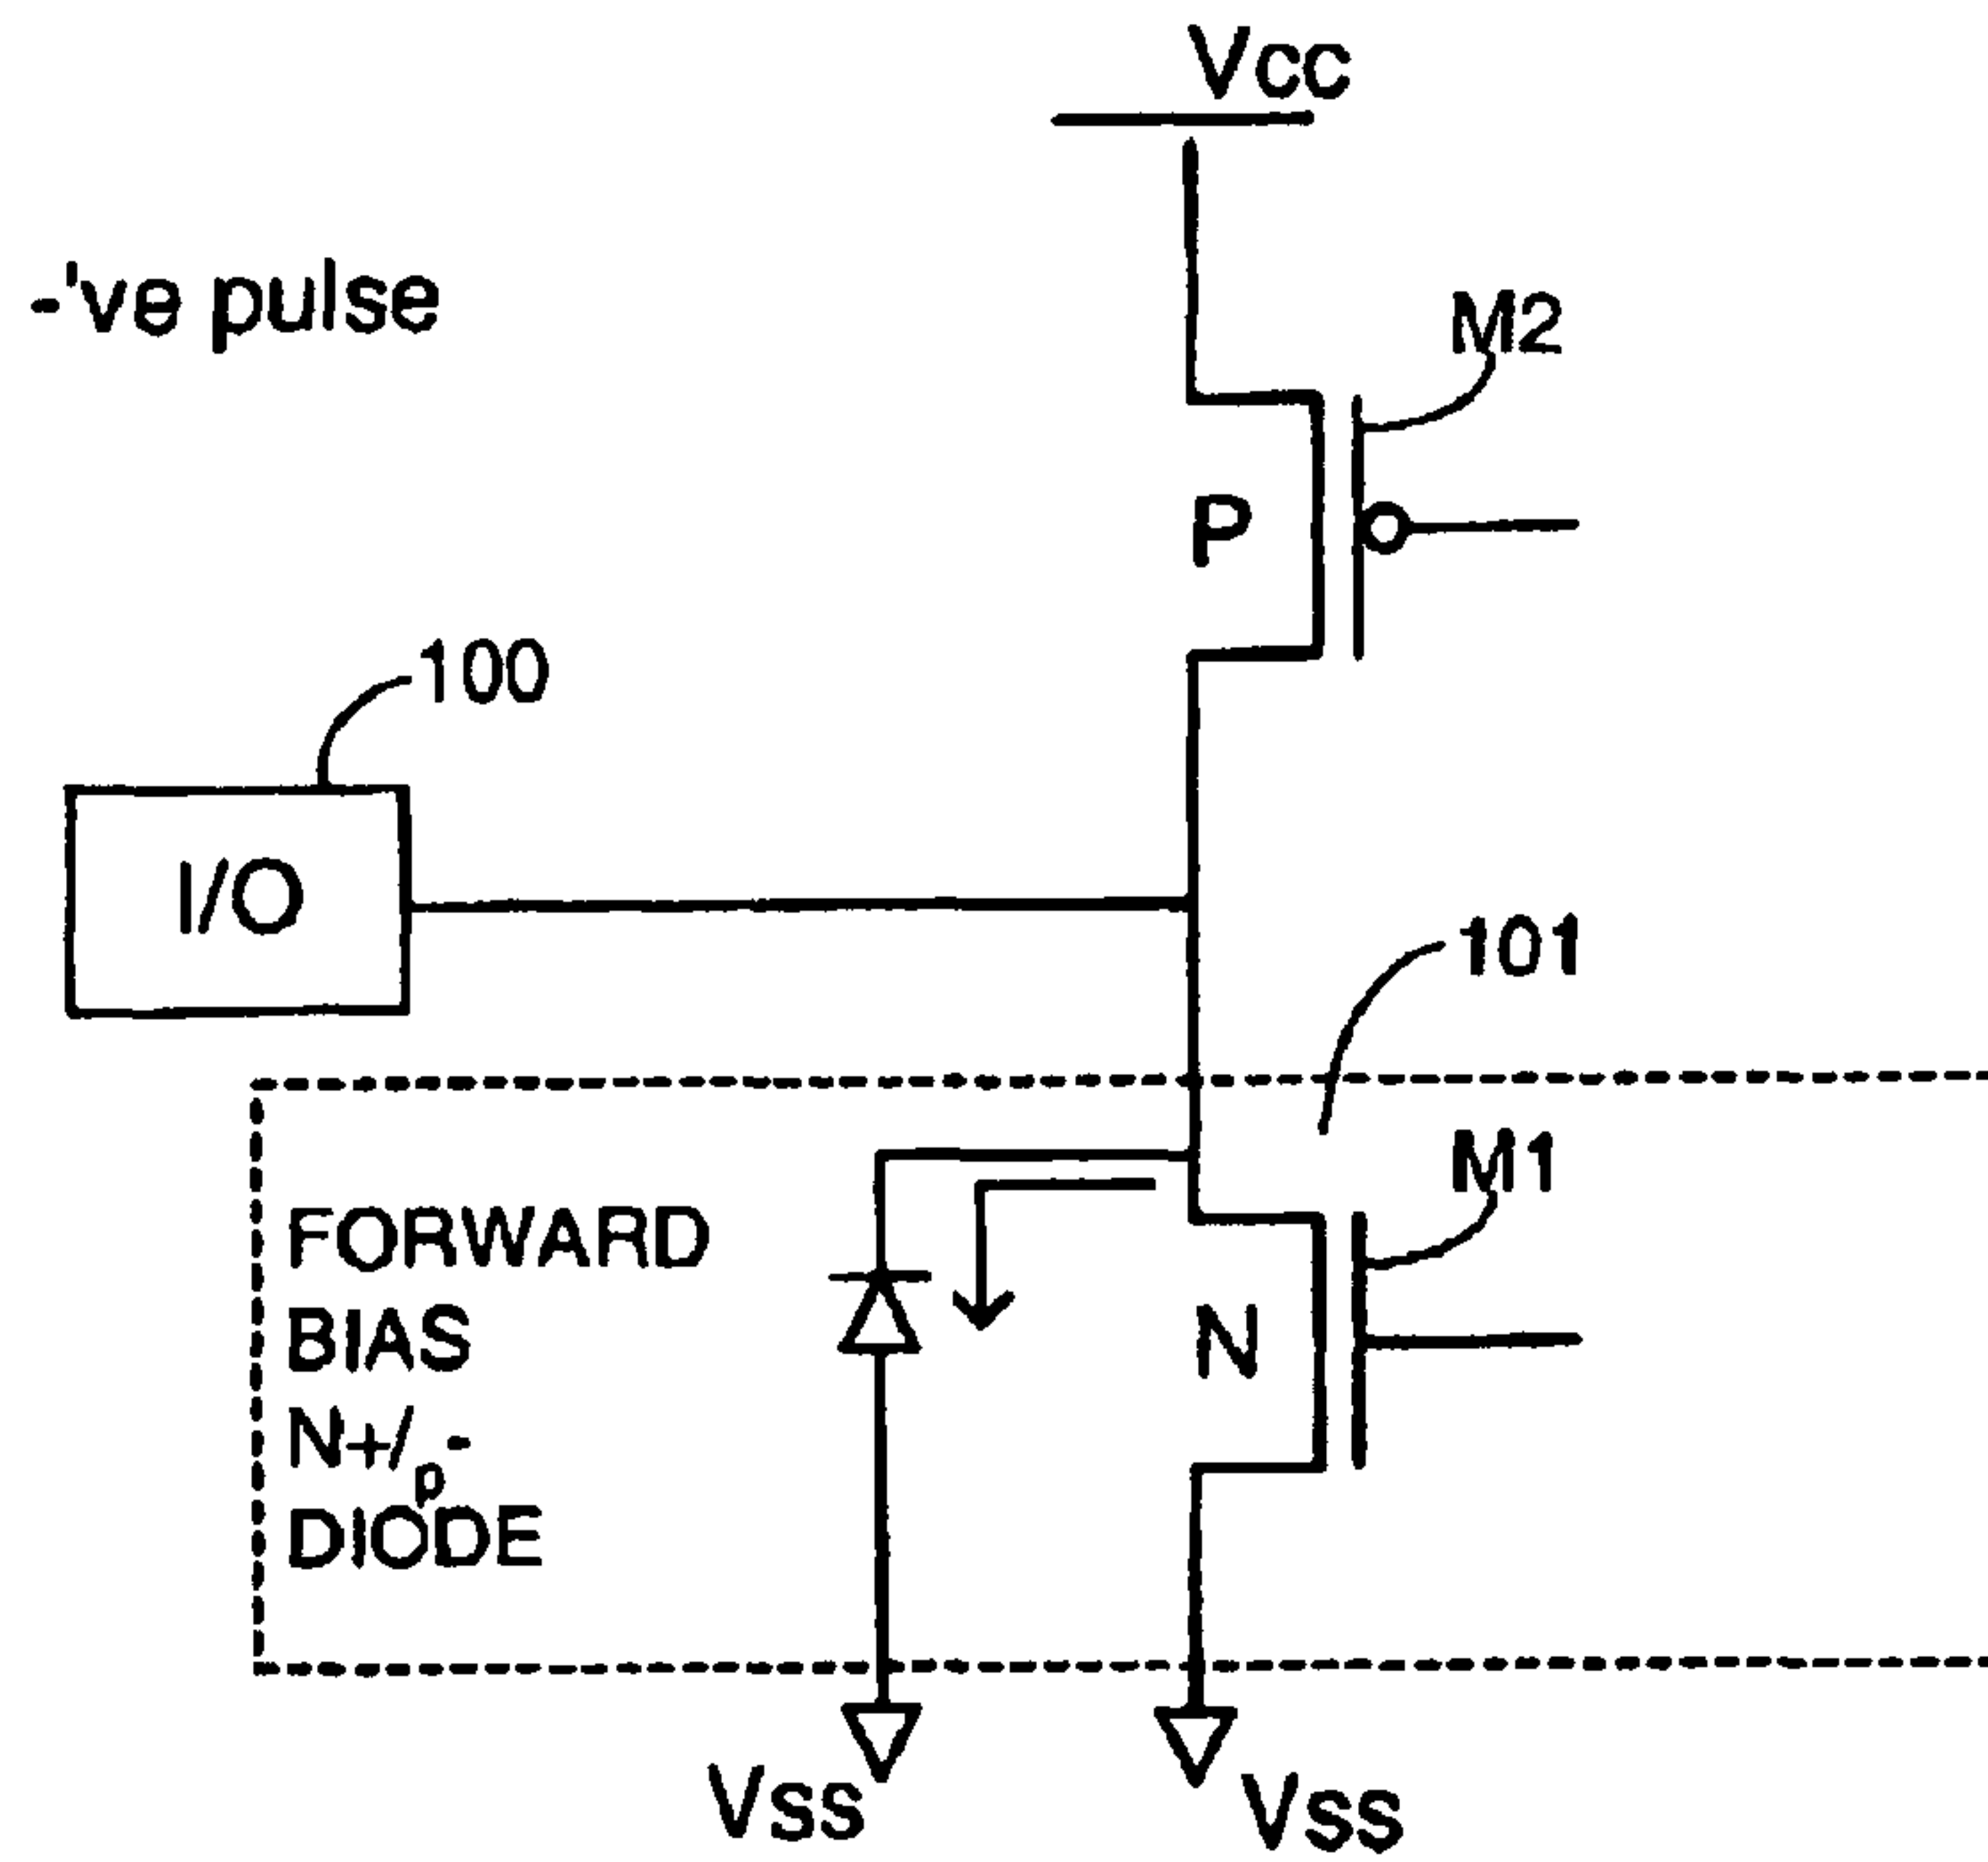 Vcc
-'ve pulse
M2
P
100
I/O
101
M1
FORWARD
BIAS
N+/p-
DIODE
N
Vss
Vss